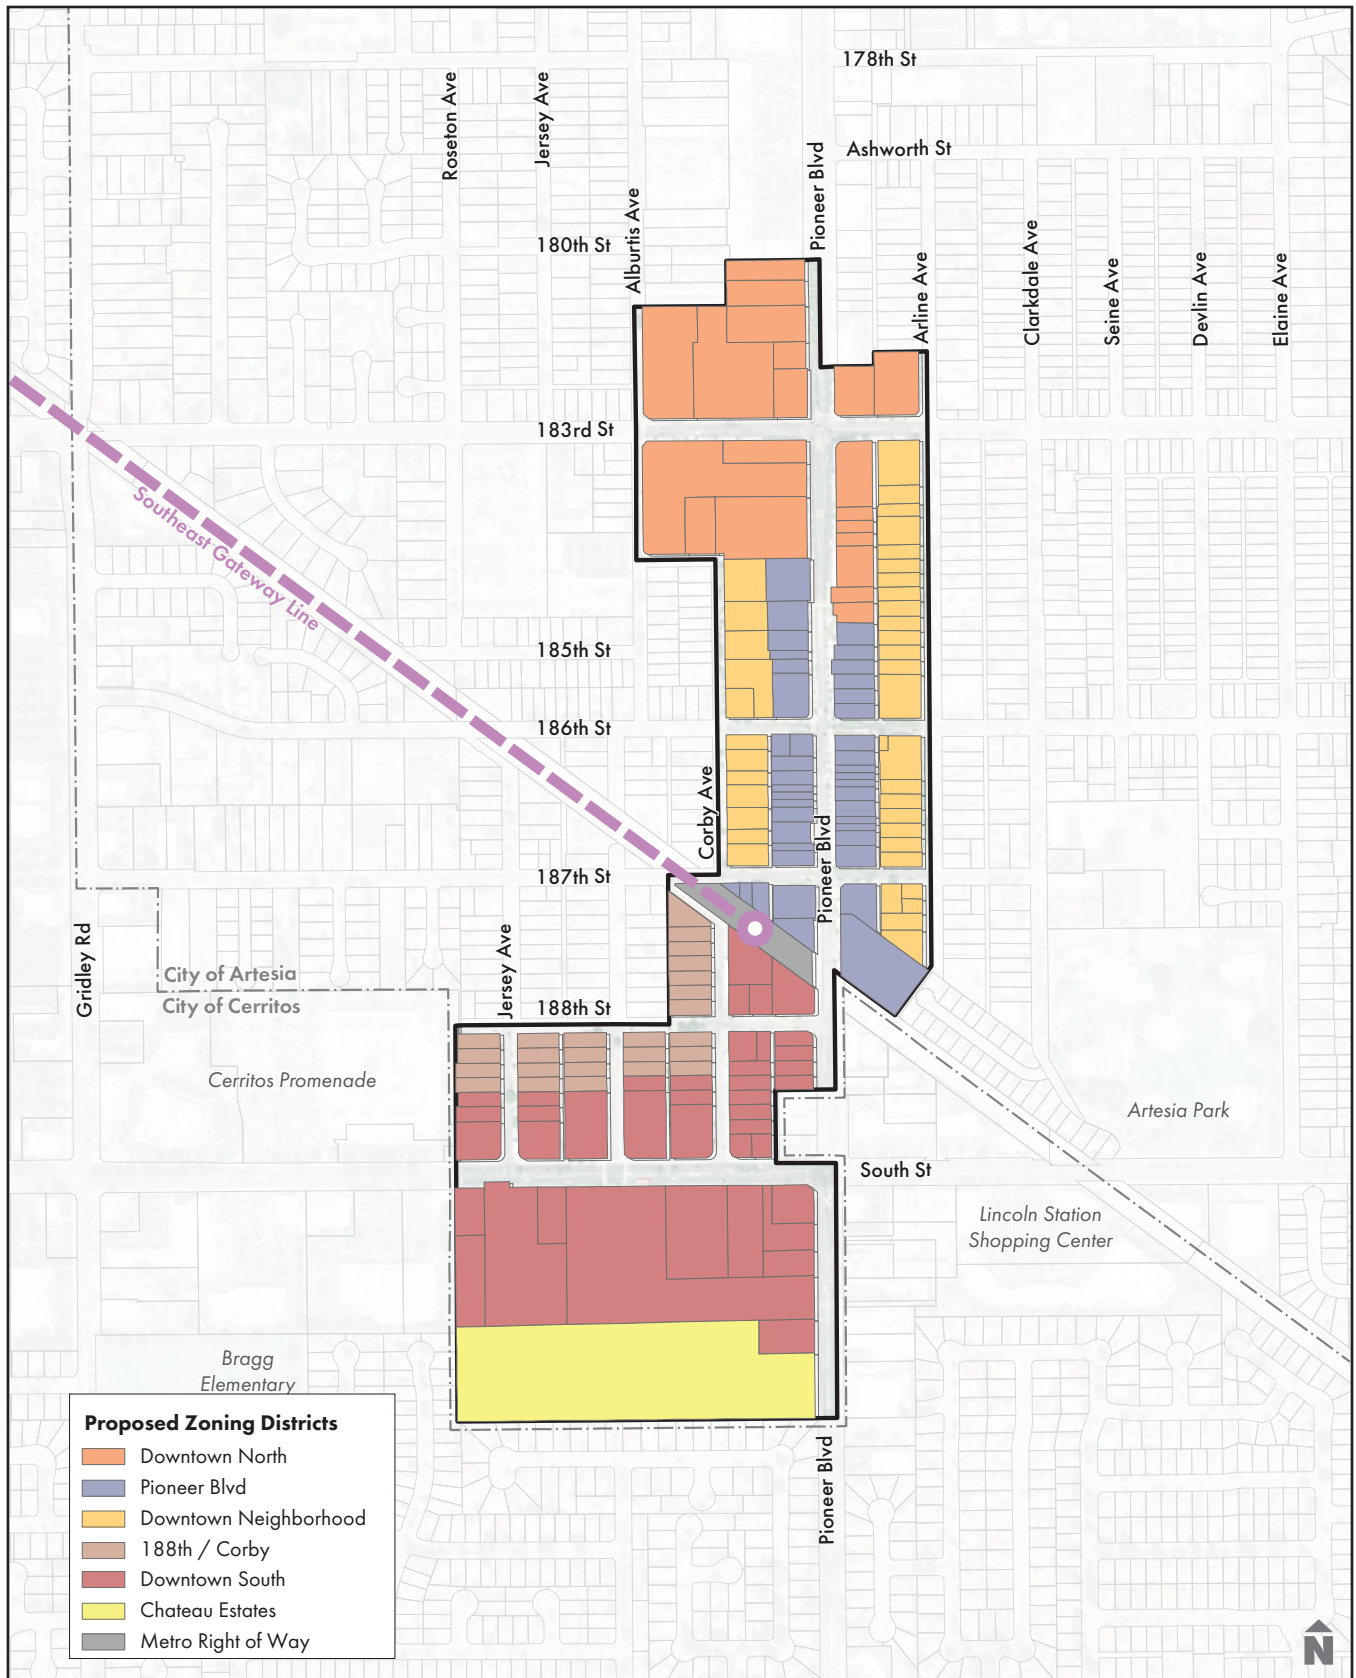 178th St
Roseton Ave
Jersey Ave
Pioneer Blvd
Ashworth St
Alburtis Ave
180th St
Arline Ave
Clarkdale Ave
Seine Ave
Devlin Ave
Elaine Ave
183rd St
Southeast Gateway Line
185th St
186th St
Corby Ave
Pioneer Blvd
187th St
Gridley Rd
Jersey Ave
City of Artesia
City of Cerritos
188th St
Cerritos Promenade
Artesia Park
South St
Lincoln Station
Shopping Center
Bragg
Elementary
Pioneer Blvd
Proposed Zoning Districts
Downtown North
Pioneer Blvd
Downtown Neighborhood
188th / Corby
Downtown South
Chateau Estates
Metro Right of Way
N